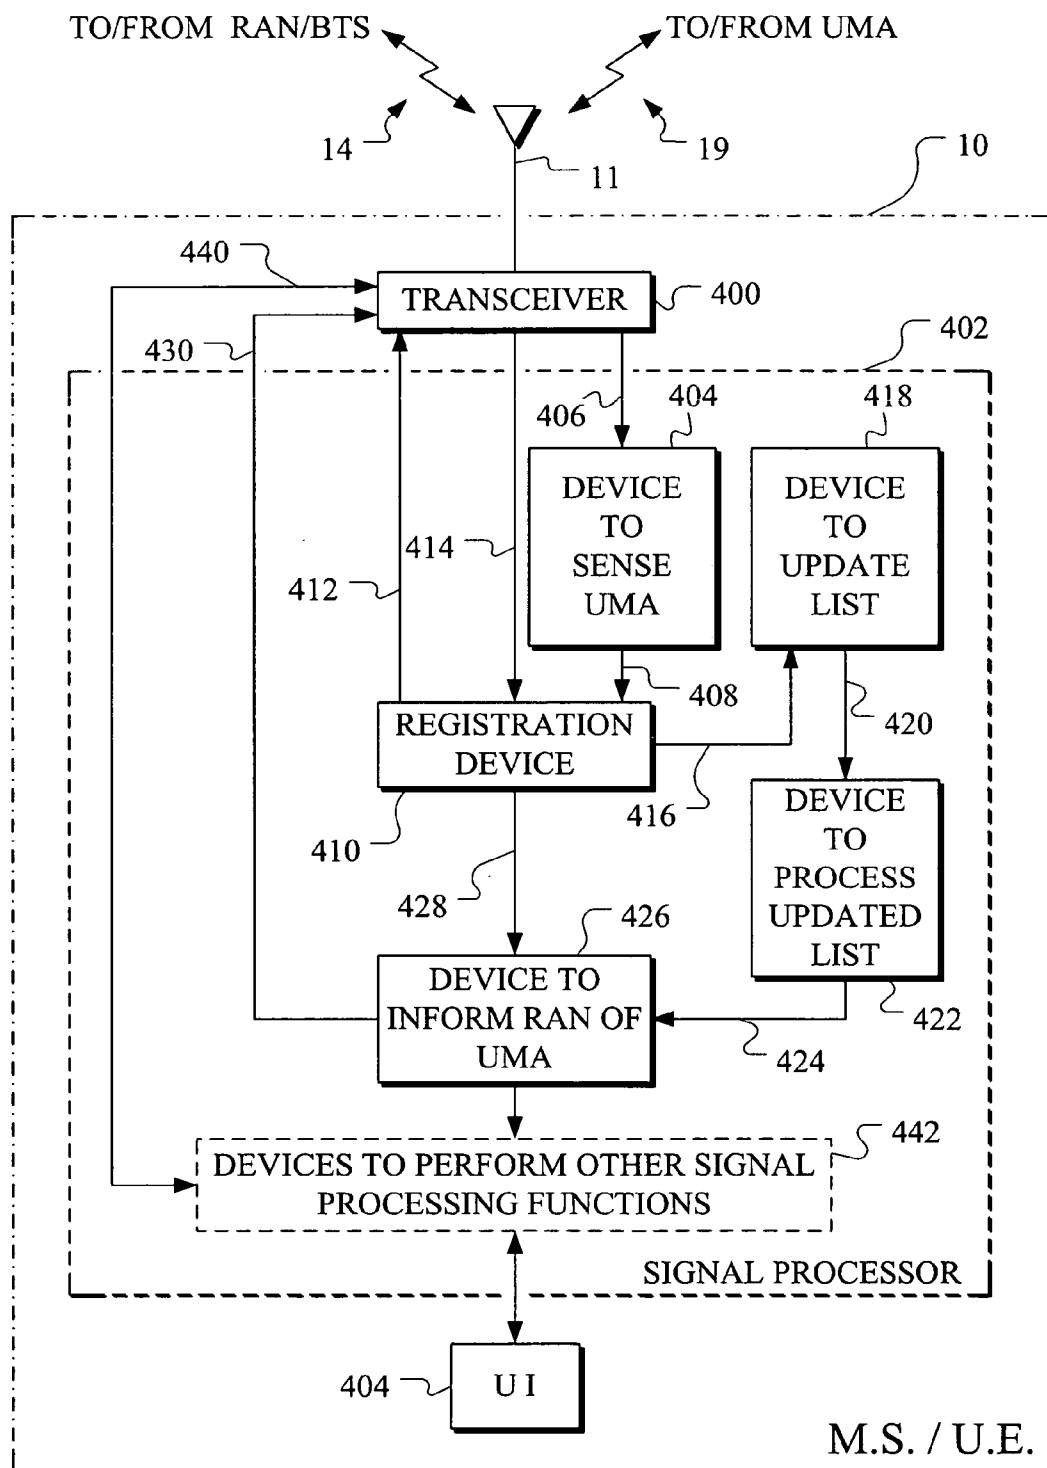 TO/FROM RAN/BTS
TO/FROM UMA
14
19
11
10
440
TRANSCEIVER
400
430
402
406
404
418
DEVICE
TO
SENSE
UMA
DEVICE
TO
UPDATE
LIST
414
412
408
420
REGISTRATION
DEVICE
416
410
DEVICE
TO
PROCESS
UPDATED
LIST
428
426
DEVICE TO
INFORM RAN OF
UMA
422
424
442
DEVICES TO PERFORM OTHER SIGNAL
PROCESSING FUNCTIONS
SIGNAL PROCESSOR
404
U I
M.S. / U.E.